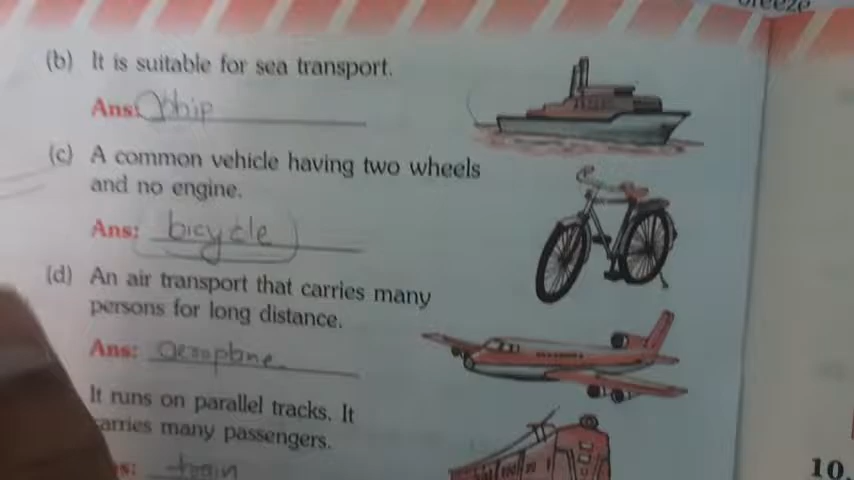 breeze
(b) It is suitable for sea transport.
Ans: ship
(c) A common vehicle having two wheels
and no engine.
Ans: bicycle
(d) An air transport that carries many
persons for long distance.
Ans: aeroplane
It runs on parallel tracks. It
carries many passengers.
Ans: train
10.